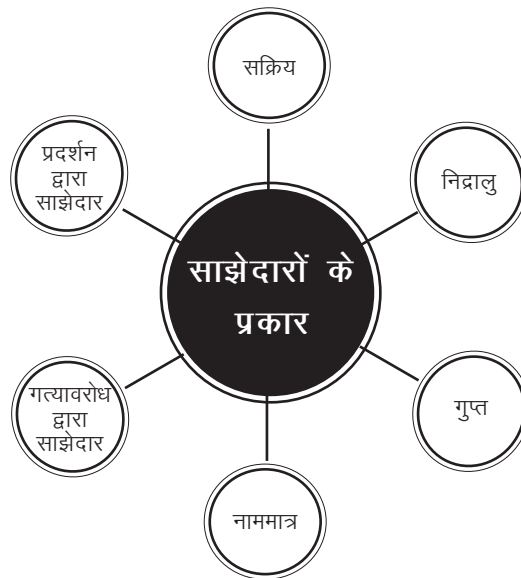 सक्रिय
निद्रालु
गुप्त
नाममात्र
गत्यावरोध
द्वारा
साझेदार
प्रदर्शन
द्वारा
साझेदार
साझेदारों के
प्रकार